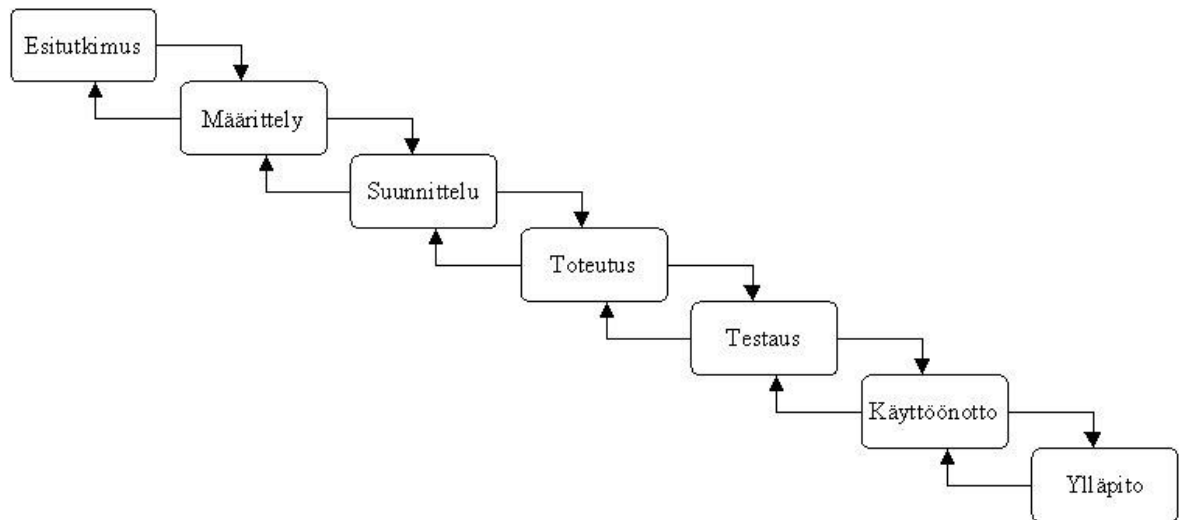 Esitutkimus
Määrittely
Suunnittelu
Toteutus
Testaus
Käyttöönotto
Ylläpito